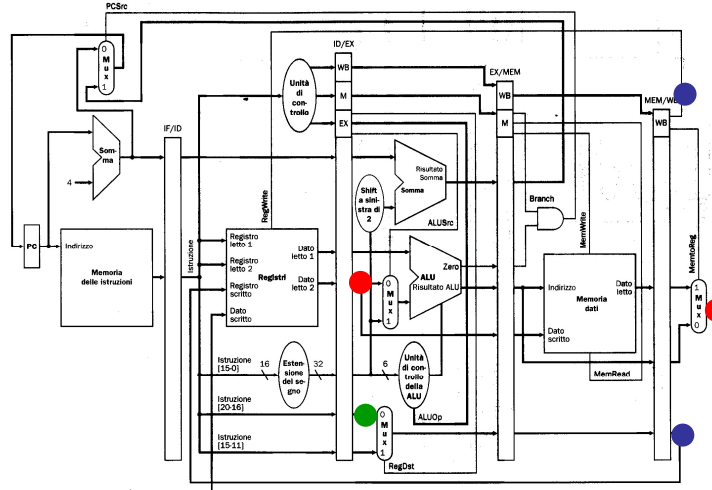 PCSrc
0
M
u
x
1
ID/EX
WB
M
EX
Unità
di
con-
trollo
EX/MEM
WB
M
MEM/WB
WB
IF/ID
Som-
ma
4
PC
Indirizzo
Memoria
delle istruzioni
Istruzione
RegWrite
Registro
letto 1
Registro
letto 2
Registro
scritto
Dato
scritto
Registri
Dato
letto 1
Dato
letto 2
Shift
a sini-
stra di
2
Somma
Risultato
Somma
ALUSrc
0
M
u
x
1
ALU
Zero
Risultato ALU
Branch
MemWrite
Indirizzo
Dato
letto
Memoria
dati
Dato
scritto
MemRead
MemtoReg
1
M
u
x
0
Istruzione
[15-0]
16
Esten-
sione
del se-
gno
32
6
Unità
di con-
trollo
della
ALU
ALUOp
Istruzione
[20-16]
Istruzione
[15-11]
0
M
u
x
1
RegDst